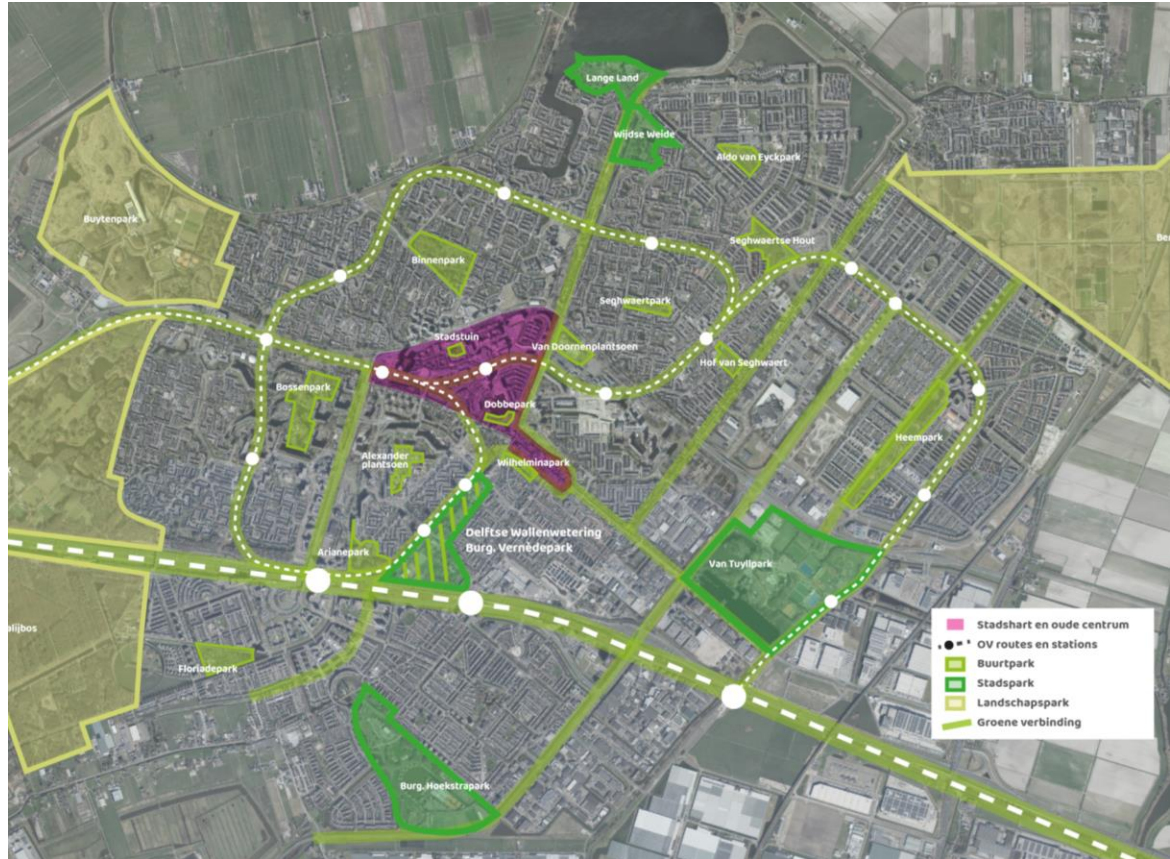 Lange Land
Wijdse Weide
Aldo van Eyckpark
Buytenpark
Seghwaertse Hout
Binnenpark
Seghwaertpark
Stadstuin
Van Doornenplantsoen
Hof van Seghwaert
Bossenpark
Dobbepark
Heempark
Alexander
plantsoen
Wilhelminapark
Delftse Wallenwetering
Burg. Vernèdepark
Arianepark
Van Tuyllpark
Floriadepark
Burg. Hoekstrapark
Stadshart en oude centrum
OV routes en stations
Buurtpark
Stadspark
Landschapspark
Groene verbinding